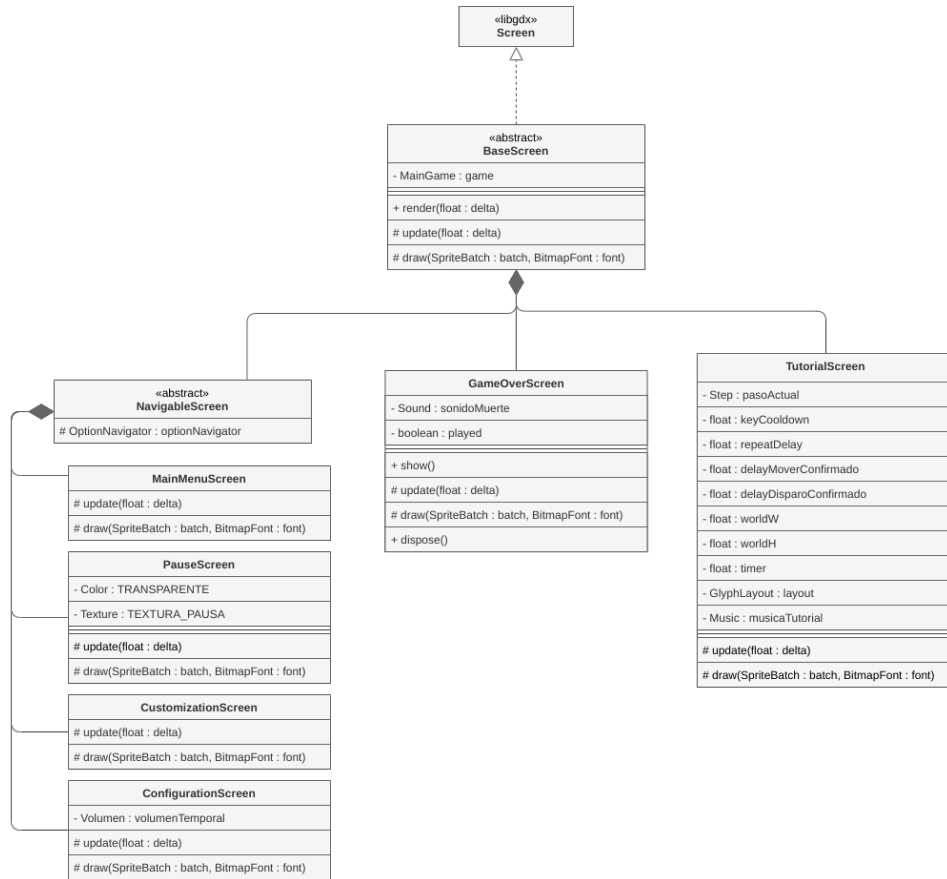 «libgdx»
Screen
«abstract»
BaseScreen
- MainGame : game
+ render(float : delta)
# update(float : delta)
# draw(SpriteBatch : batch, BitmapFont : font)
«abstract»
NavigableScreen
# OptionNavigator : optionNavigator
MainMenuScreen
# update(float : delta)
# draw(SpriteBatch : batch, BitmapFont : font)
PauseScreen
- Color : TRANSPARENTE
- Texture : TEXTURA_PAUSA
# update(float : delta)
# draw(SpriteBatch : batch, BitmapFont : font)
CustomizationScreen
# update(float : delta)
# draw(SpriteBatch : batch, BitmapFont : font)
ConfigurationScreen
- Volumen : volumenTemporal
# update(float : delta)
# draw(SpriteBatch : batch, BitmapFont : font)
GameOverScreen
- Sound : sonidoMuerte
- boolean : played
+ show()
# update(float : delta)
# draw(SpriteBatch : batch, BitmapFont : font)
+ dispose()
TutorialScreen
- Step : pasoActual
- float : keyCooldown
- float : repeatDelay
- float : delayMoverConfirmado
- float : delayDisparoConfirmado
- float : worldW
- float : worldH
- float : timer
- GlyphLayout : layout
- Music : musicaTutorial
# update(float : delta)
# draw(SpriteBatch : batch, BitmapFont : font)